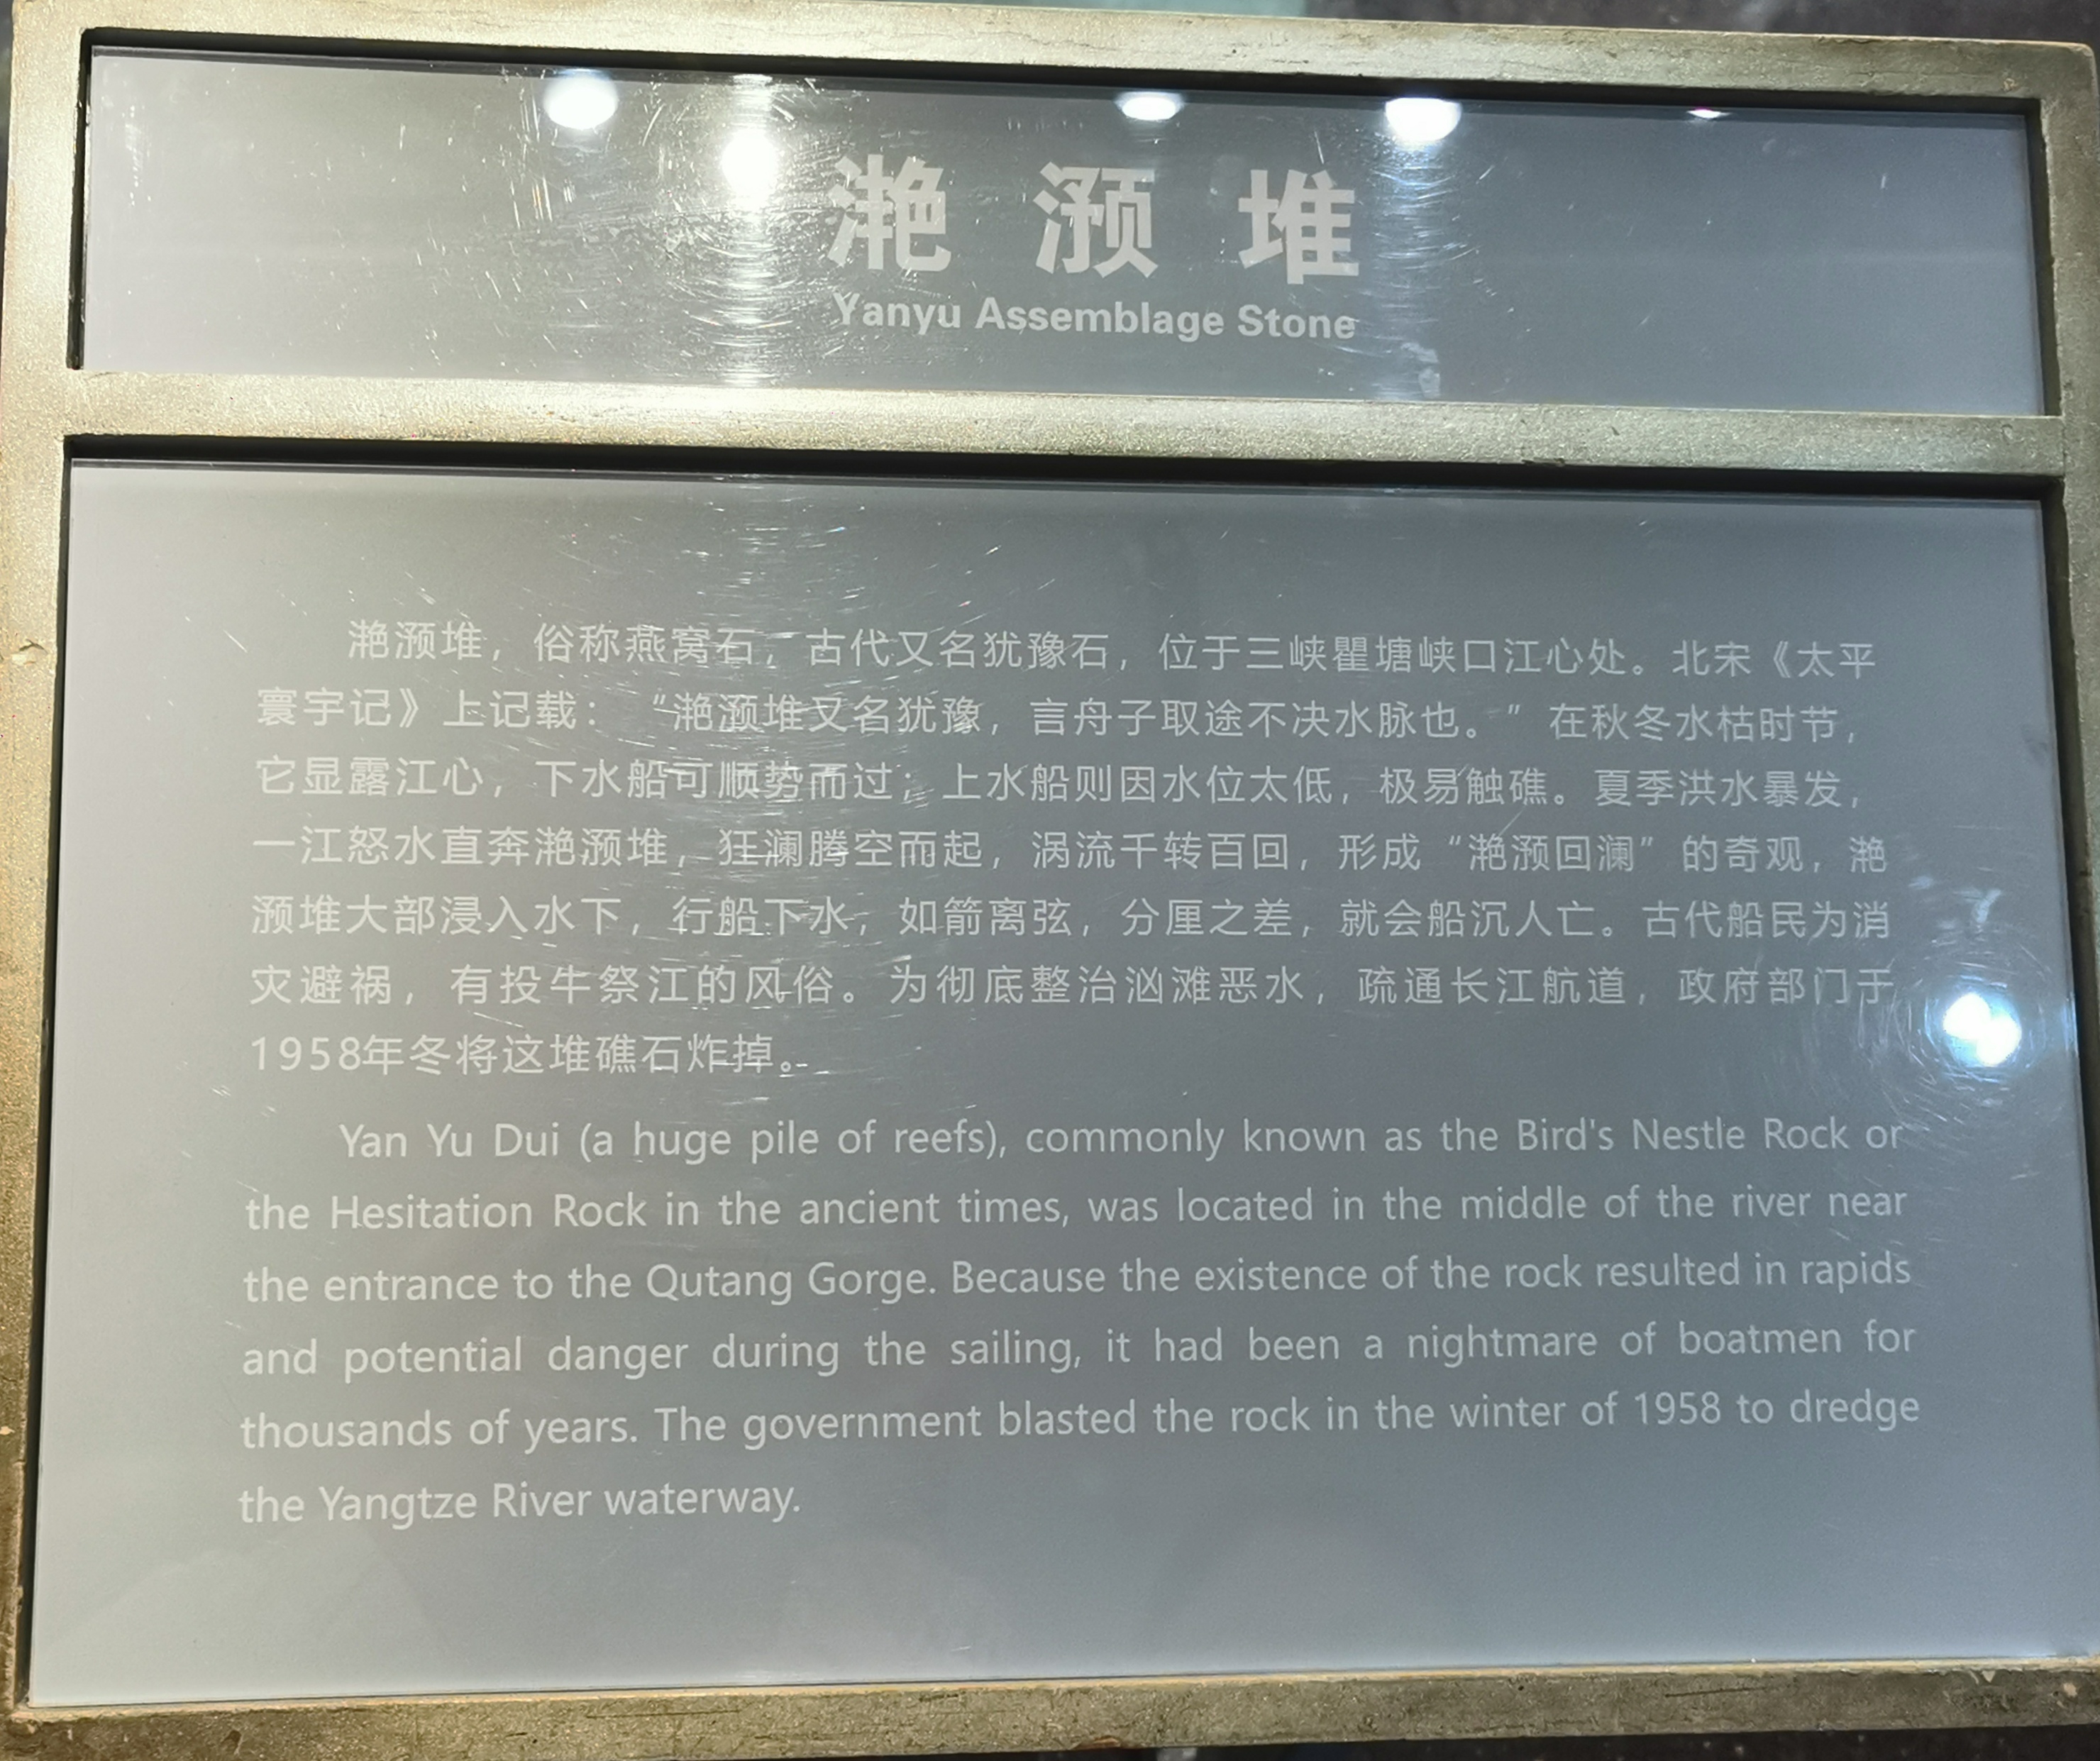 滟滪堆
Yanyu Assemblage Stone
滟滪堆，俗称燕窝石，古代又名犹豫石，位于三峡瞿塘峡口江心处。北宋《太平
寰宇记》上记载：“滟滪堆又名犹豫，言舟子取途不决水脉也。”在秋冬水枯时节，
它显露江心，下水船可顺势而过；上水船则因水位太低，极易触礁。夏季洪水暴发，
一江怒水直奔滟滪堆，狂澜腾空而起，涡流千转百回，形成“滟滪回澜”的奇观，滟
滪堆大部浸入水下，行船下水，如箭离弦，分厘之差，就会船沉人亡。古代船民为消
灾避祸，有投牛祭江的风俗。为彻底整治汹滩恶水，疏通长江航道，政府部门于
1958年冬将这堆礁石炸掉。
Yan Yu Dui (a huge pile of reefs), commonly known as the Bird's Nestle Rock or
the Hesitation Rock in the ancient times, was located in the middle of the river near
the entrance to the Qutang Gorge. Because the existence of the rock resulted in rapids
and potential danger during the sailing, it had been a nightmare of boatmen for
thousands of years. The government blasted the rock in the winter of 1958 to dredge
the Yangtze River waterway.